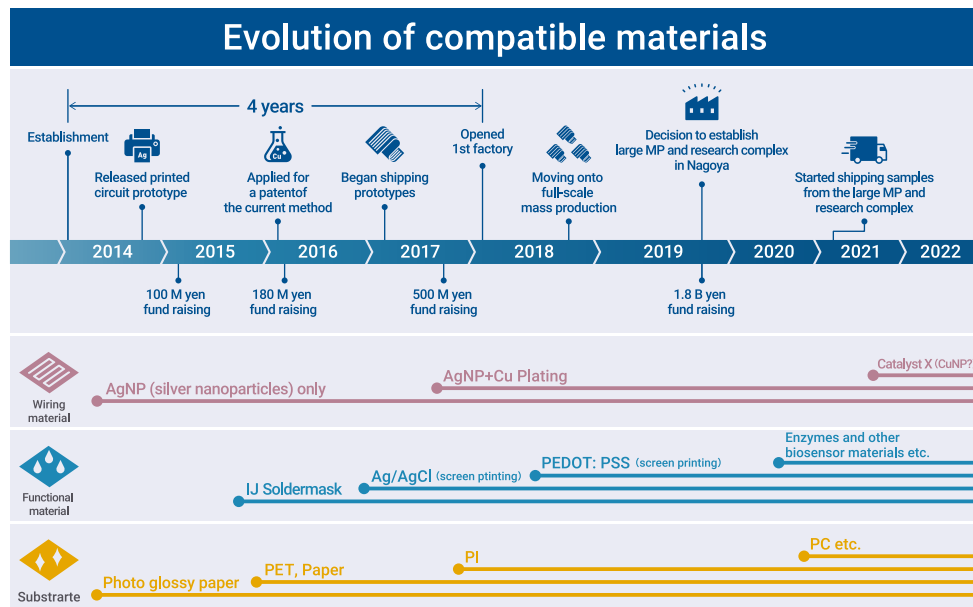 Evolution of compatible materials
4 years
Establishment
Ag
Released printed
circuit prototype
Cu
Applied for
a patentof
the current method
Began shipping
prototypes
Opened
1st factory
Moving onto
full-scale
mass production
Decision to establish
large MP and research complex
in Nagoya
Started shipping samples
from the large MP and
research complex
2014
2015
2016
2017
2018
2019
2020
2021
2022
100 M yen
fund raising
180 M yen
fund raising
500 M yen
fund raising
1.8 B yen
fund raising
Wiring
material
AgNP (silver nanoparticles) only
AgNP+Cu Plating
Catalyst X (CuNP?
Functional
material
IJ Soldermask
Ag/AgCl (screen ptinting)
PEDOT: PSS (screen printing)
Enzymes and other
biosensor materials etc.
Substrarte
Photo glossy paper
PET, Paper
PI
PC etc.